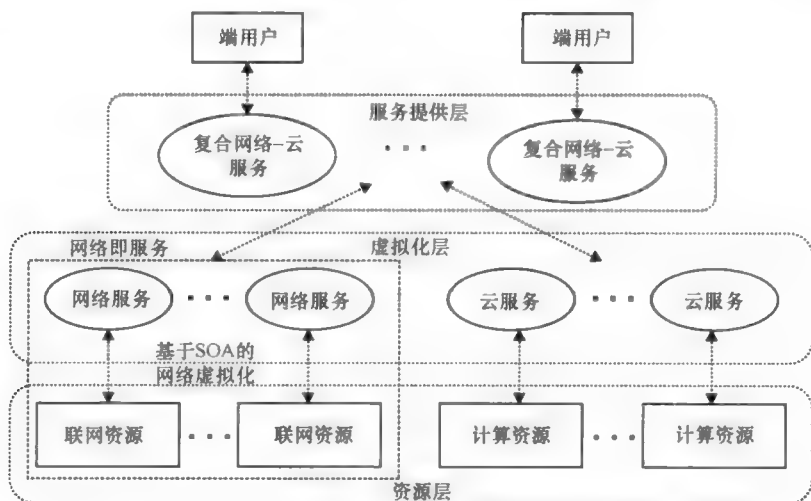 端用户
端用户
服务提供层
复合网络-云
服务
复合网络-云
服务
网络即服务
虚拟化层
网络服务
网络服务
云服务
云服务
基于SOA的
网络虚拟化
联网资源
联网资源
计算资源
计算资源
资源层